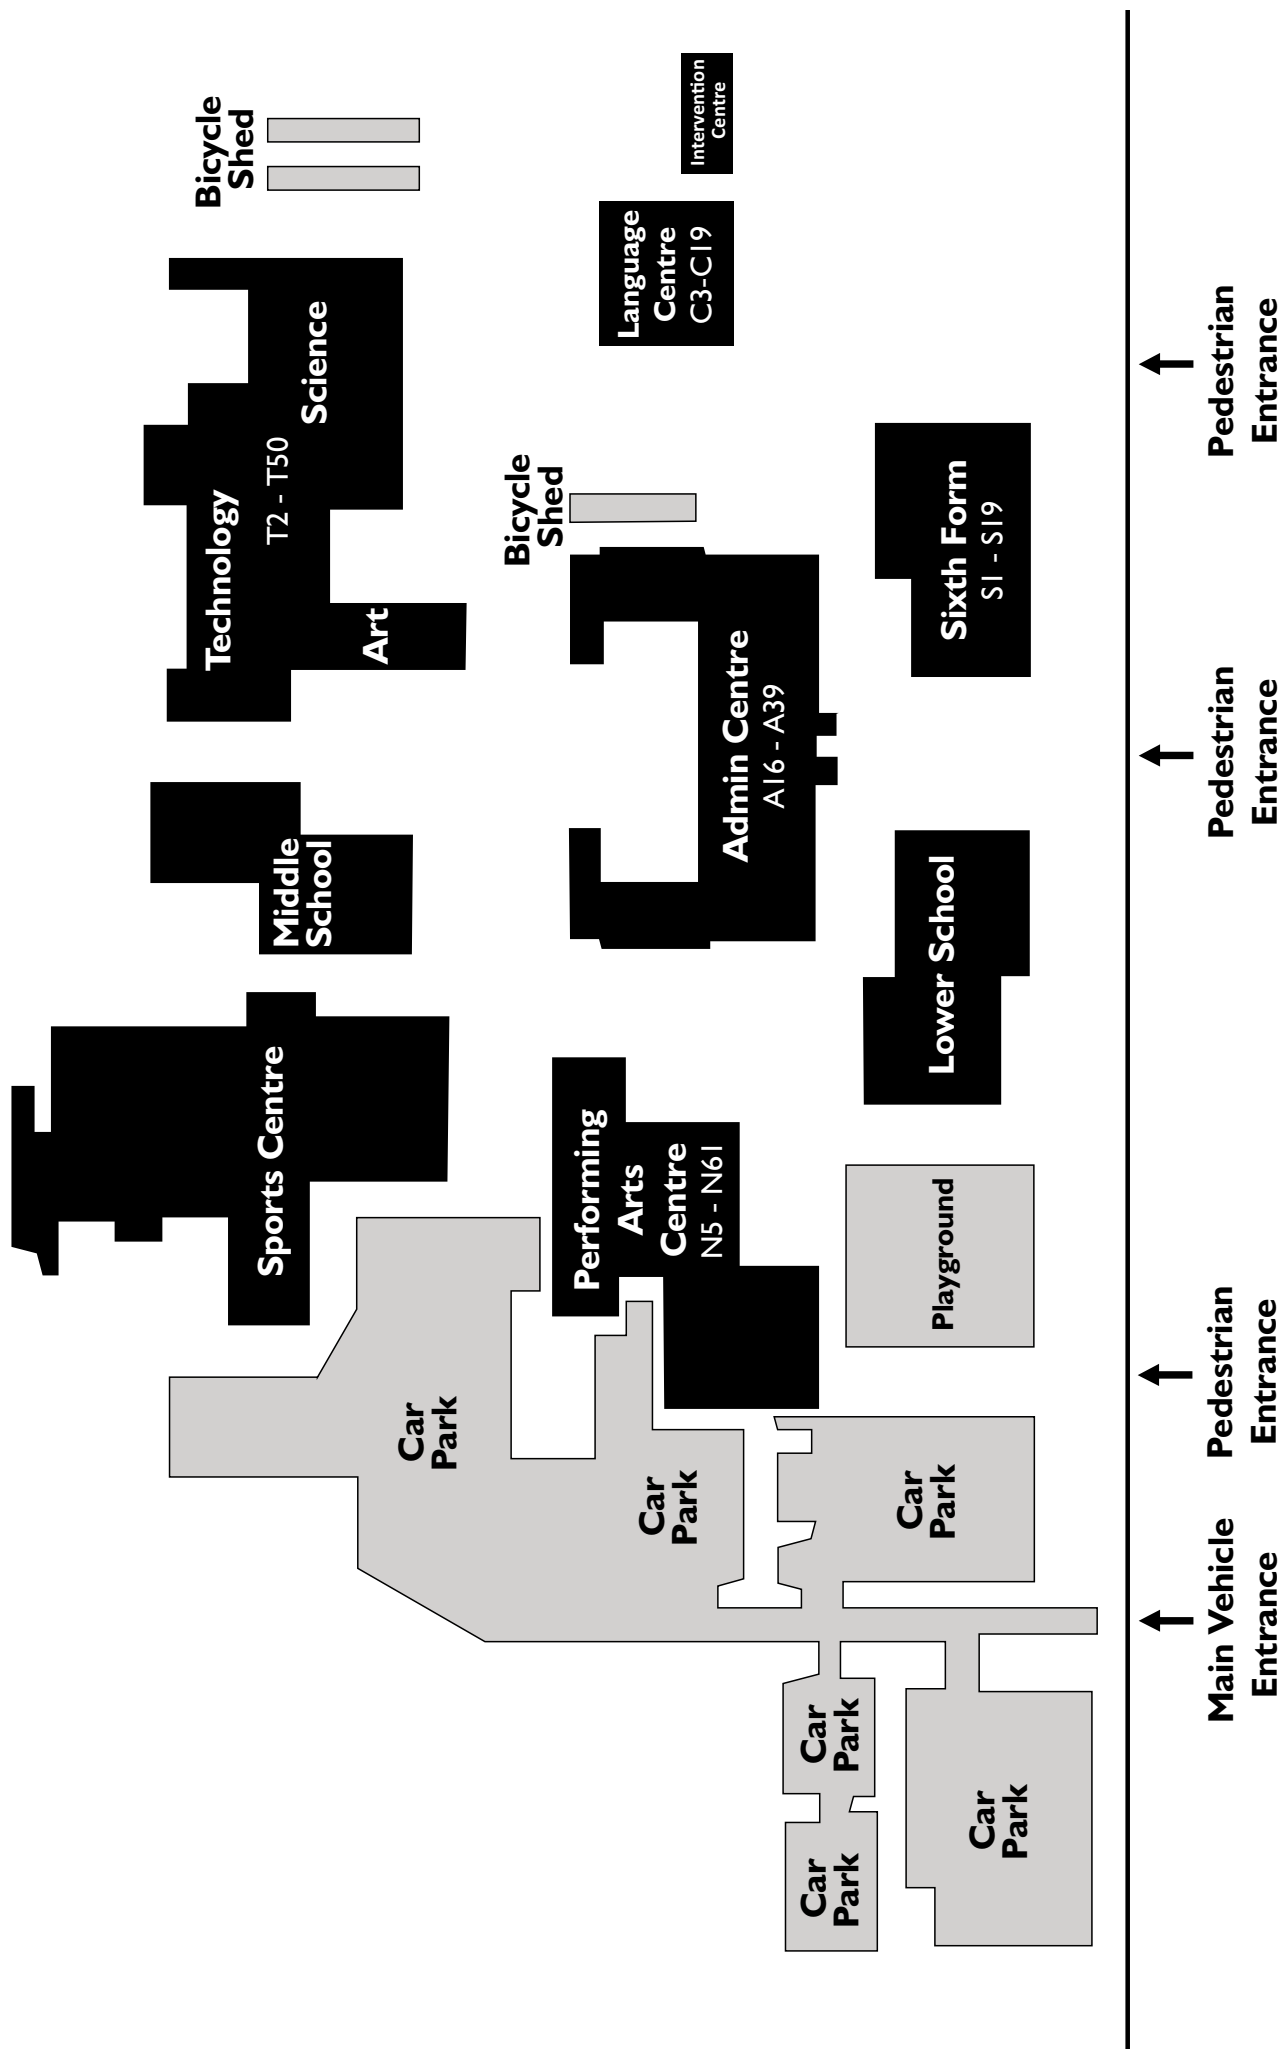 Bicycle
Shed
Technology
T2 - T50
Science
Art
Sports Centre
Middle
School
Car
Park
Bicycle
Shed
Performing
Arts
Centre
N5 - N61
Language
Centre
C3-C19
Intervention
Centre
Car
Park
Admin Centre
A16 - A39
Car
Park
Car
Park
Car
Park
Playground
Lower School
Sixth Form
S1 - S19
Car
Park
Main Vehicle
Entrance
Pedestrian
Entrance
Pedestrian
Entrance
Pedestrian
Entrance